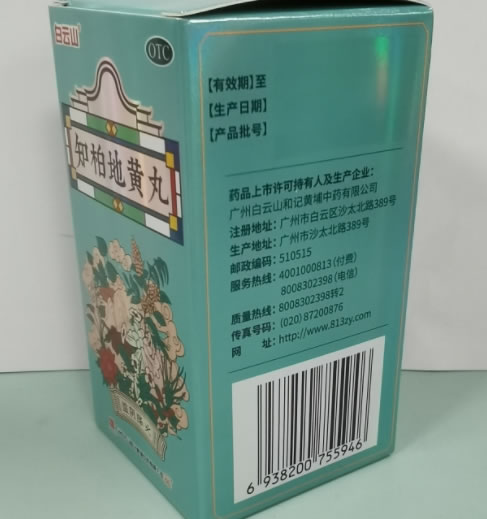 白云山
OTC
知柏地黄丸
【有效期】至
【生产日期】
【产品批号】
药品上市许可持有人及生产企业：
广州白云山和记黄埔中药有限公司
注册地址：广州市白云区沙太北路389号
生产地址：广州市沙太北路389号
邮政编码：510515
服务热线：4001000813(付费)
8008302398(电信)
质量热线：8008302398转2
传真号码：(020)87200876
网 址：http://www.813zy.com
6 938200 755946